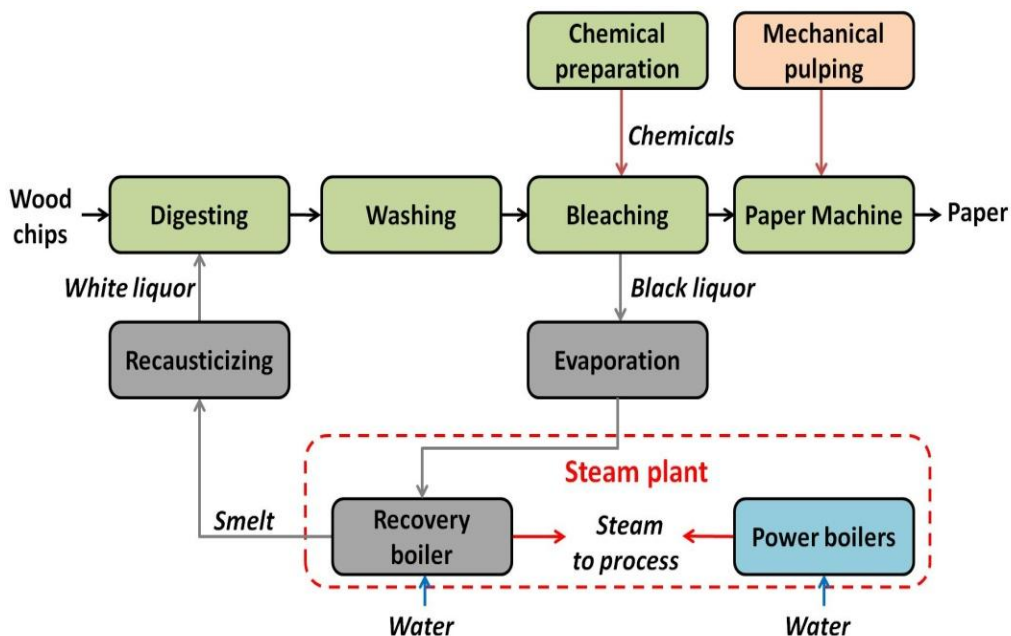 Chemical
preparation
Mechanical
pulping
Chemicals
Wood
chips
Digesting
Washing
Bleaching
Paper Machine
Paper
White liquor
Black liquor
Recausticizing
Evaporation
Steam plant
Smelt
Recovery
boiler
Steam
to process
Power boilers
Water
Water